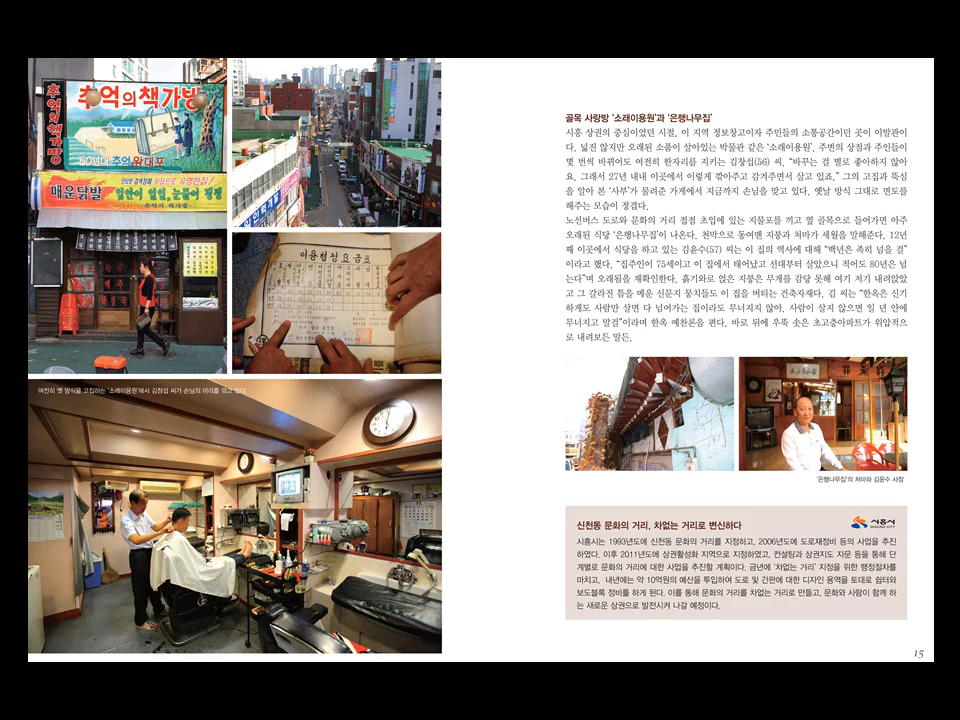 추억의 책가방
추억의 책가방
60년대 추억 왕대포
매운닭발
입안이 얼얼, 눈높이 펑펑
추억의 책가방
이용협정요금표
여전히 옛 방식을 고집하는 '소래이용원'에서 김창섭 씨가 손님의 머리를 깎고 있다.
골목 사랑방 '소래이용원'과 '은행나무집'
시흥 상권의 중심이었던 시절, 이 지역 정보창고이자 주민들의 소통공간이던 곳이 이발관이
다. 넓진 않지만 오래된 소품이 살아있는 박물관 같은 '소래이용원', 주변의 상점과 주인들이
몇 번씩 바뀌어도 여전히 한자리를 지키는 김창섭(56) 씨. "바꾸는 걸 별로 좋아하지 않아
요. 그래서 27년 내내 이곳에서 이렇게 깎아주고 감겨주면서 살고 있죠." 그의 고집과 뚝심
을 알아 본 '사부'가 물려준 가게에서 지금까지 손님을 맞고 있다. 옛날 방식 그대로 면도를
해주는 모습이 정겹다.
노선버스 도로와 문화의 거리 접점 초입에 있는 지물포를 끼고 옆 골목으로 들어가면 아주
오래된 식당 '은행나무집'이 나온다. 천막으로 동여맨 지붕과 처마가 세월을 말해준다. 12년
째 이곳에서 식당을 하고 있는 김윤수(57) 씨는 이 집의 역사에 대해 "백년은 족히 넘을 걸"
이라고 했다. "집주인이 75세이고 이 집에서 태어났고 선대부터 살았으니 적어도 80년은 넘
는다"며 오래됨을 재확인한다. 흙기와로 얹은 지붕은 무게를 감당 못해 여기 저기 내려앉았
고 그 갈라진 틈을 메운 신문지 뭉치들도 이 집을 버티는 건축자재다. 김 씨는 "한옥은 신기
하게도 사람만 살면 다 넘어가는 집이라도 무너지지 않아. 사람이 살지 않으면 일 년 안에
무너지고 말걸"이라며 한옥 예찬론을 편다. 바로 뒤에 우뚝 솟은 초고층아파트가 위압적으
로 내려보든 말든.
'은행나무집'의 처마와 김윤수 사장
신천동 문화의 거리, 차없는 거리로 변신하다
시흥시
SIHEUNG CITY
시흥시는 1993년도에 신천동 문화의 거리를 지정하고, 2006년도에 도로재정비 등의 사업을 추진
하였다. 이후 2011년도에 상권활성화 지역으로 지정하였고, 컨설팅과 상권지도 자문 등을 통해 단
계별로 문화의 거리에 대한 사업을 추진할 계획이다. 금년에 '차없는 거리' 지정을 위한 행정절차를
마치고, 내년에는 약 10억원의 예산을 투입하여 도로 및 간판에 대한 디자인 용역을 토대로 쉼터와
보도블록 정비를 하게 된다. 이를 통해 문화의 거리를 차없는 거리로 만들고, 문화와 사람이 함께 하
는 새로운 상권으로 발전시켜 나갈 예정이다.
15